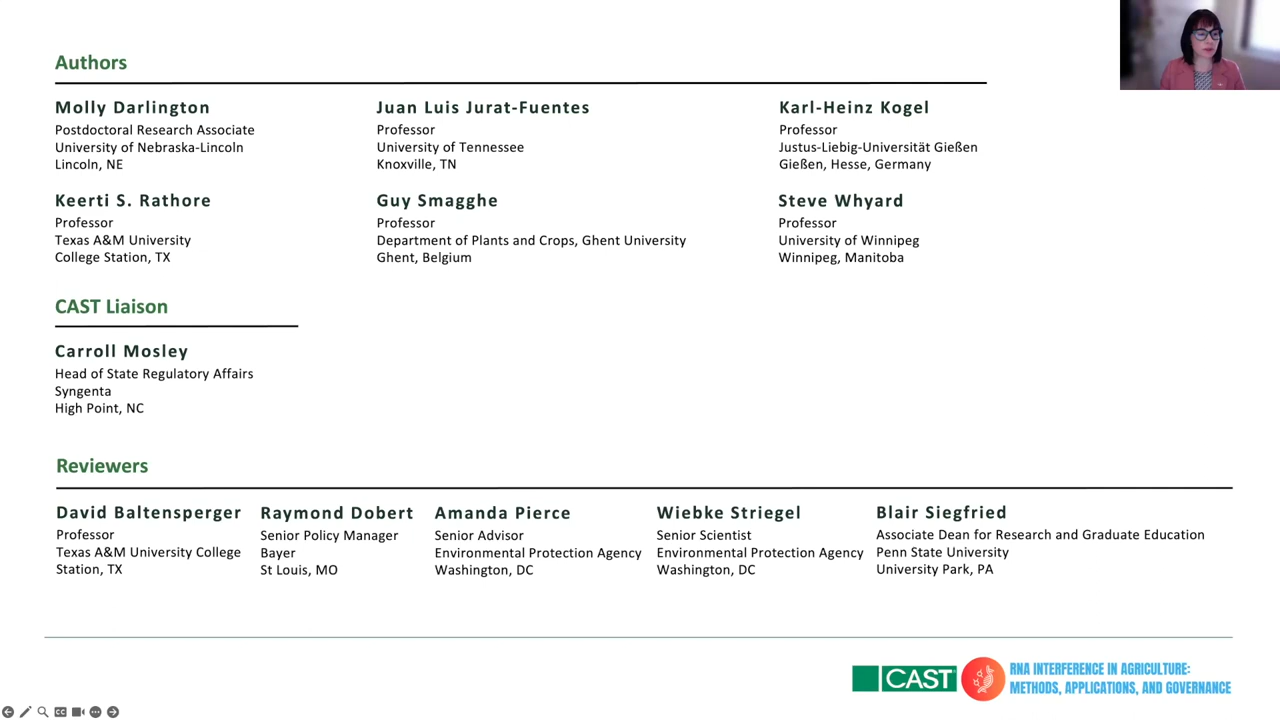 Authors
Molly Darlington
Postdoctoral Research Associate
University of Nebraska-Lincoln
Lincoln, NE
Juan Luis Jurat-Fuentes
Professor
University of Tennessee
Knoxville, TN
Karl-Heinz Kogel
Professor
Justus-Liebig-Universität Gießen
Gießen, Hesse, Germany
Keerti S. Rathore
Professor
Texas A&M University
College Station, TX
Guy Smagghe
Professor
Department of Plants and Crops, Ghent University
Ghent, Belgium
Steve Whyard
Professor
University of Winnipeg
Winnipeg, Manitoba
CAST Liaison
Carroll Mosley
Head of State Regulatory Affairs
Syngenta
High Point, NC
Reviewers
David Baltensperger
Professor
Texas A&M University College
Station, TX
Raymond Dobert
Senior Policy Manager
Bayer
St Louis, MO
Amanda Pierce
Senior Advisor
Environmental Protection Agency
Washington, DC
Wiebke Striegel
Senior Scientist
Environmental Protection Agency
Washington, DC
Blair Siegfried
Associate Dean for Research and Graduate Education
Penn State University
University Park, PA
CAST
RNA INTERFERENCE IN AGRICULTURE:
METHODS, APPLICATIONS, AND GOVERNANCE